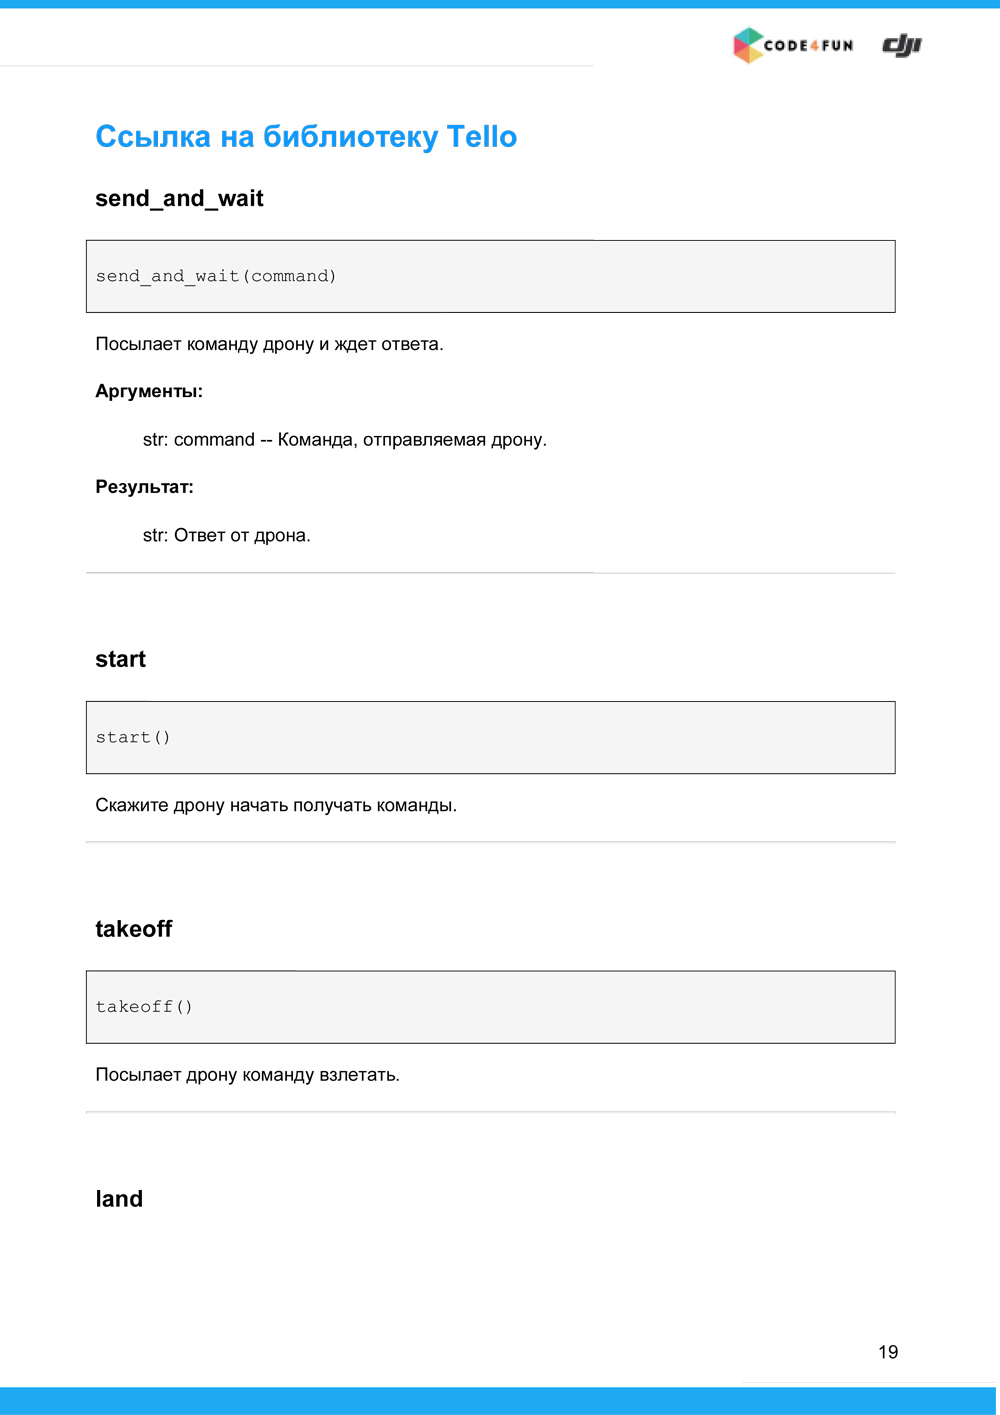 CODE4FUN dji
Ссылка на библиотеку Tello
send_and_wait
send_and_wait(command)
Посылает команду дрону и ждет ответа.
Аргументы:
str: command -- Команда, отправляемая дрону.
Результат:
str: Ответ от дрона.
start
start()
Скажите дрону начать получать команды.
takeoff
takeoff()
Посылает дрону команду взлетать.
land
19